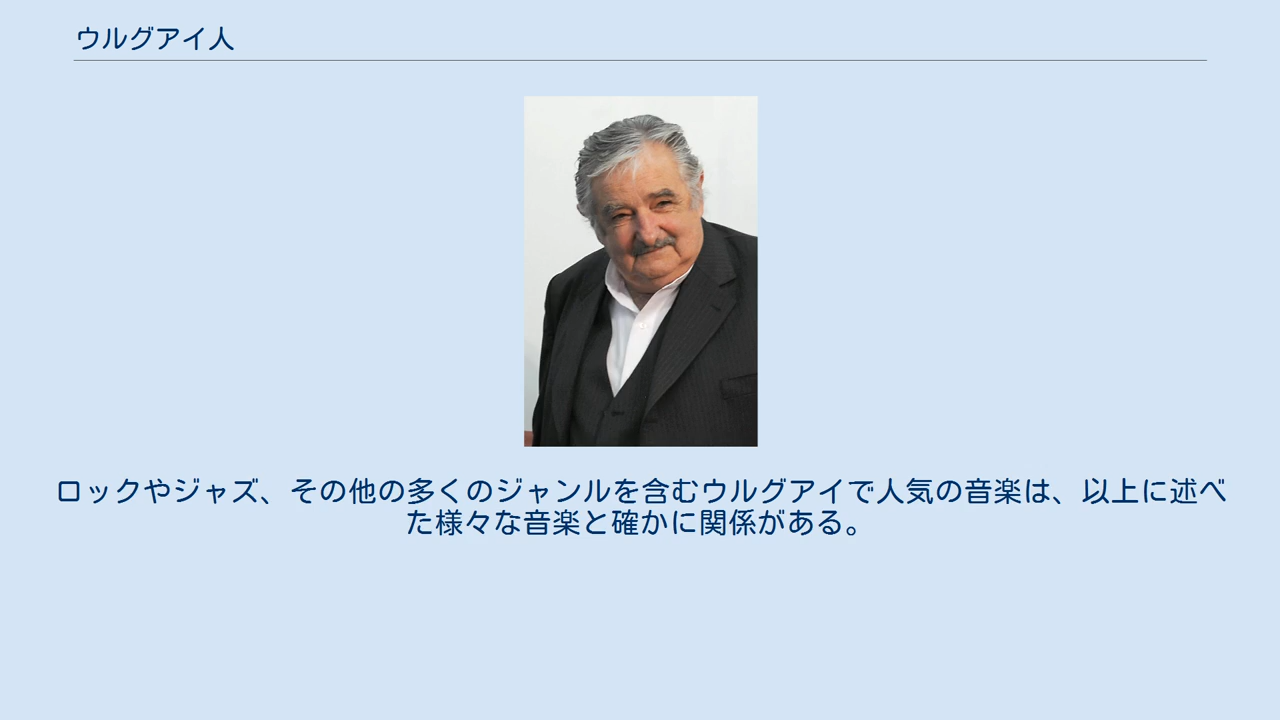 ウルグアイ人
ロックやジャズ、その他の多くのジャンルを含むウルグアイで人気の音楽は、以上に述べ
た様々な音楽と確かに関係がある。